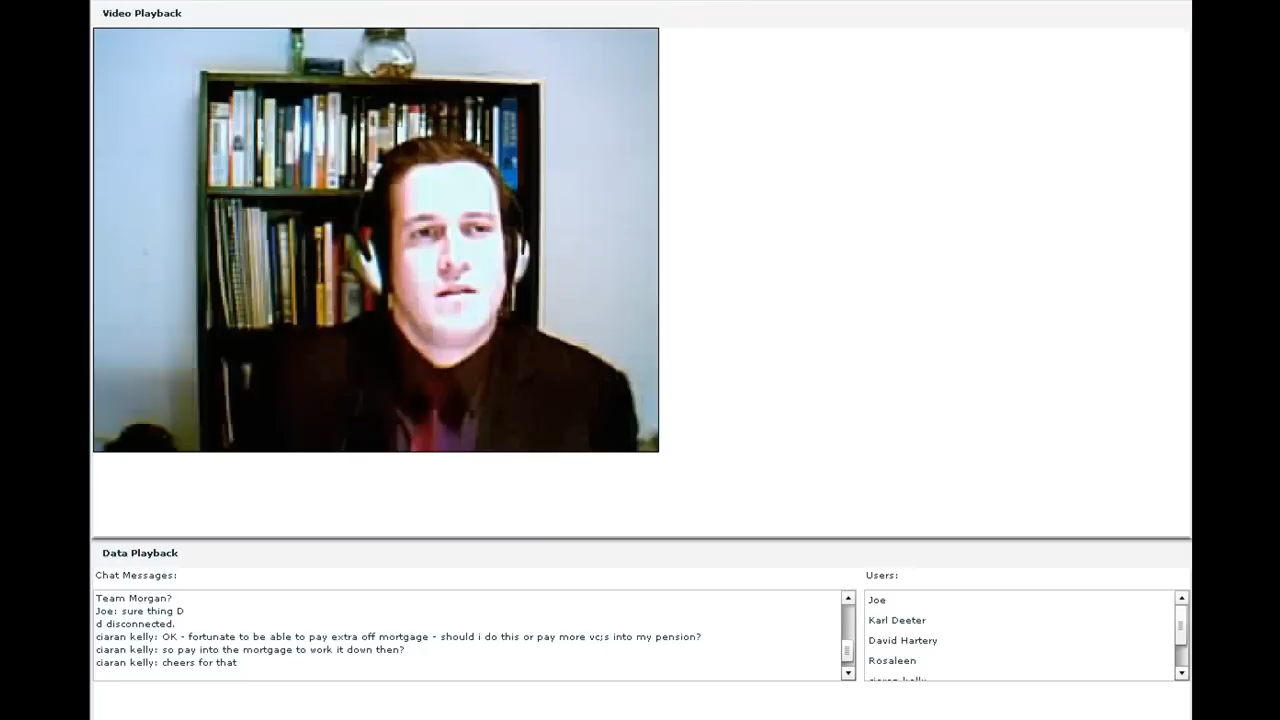 Video Playback
Data Playback
Chat Messages:
Team Morgan?
Joe: sure thing D
d disconnected.
ciaran kelly: OK - fortunate to be able to pay extra off mortgage - should i do this or pay more vc;s into my pension?
ciaran kelly: so pay into the mortgage to work it down then?
ciaran kelly: cheers for that
Users:
Joe
Karl Deeter
David Hartery
Rosaleen
ciaran kelly